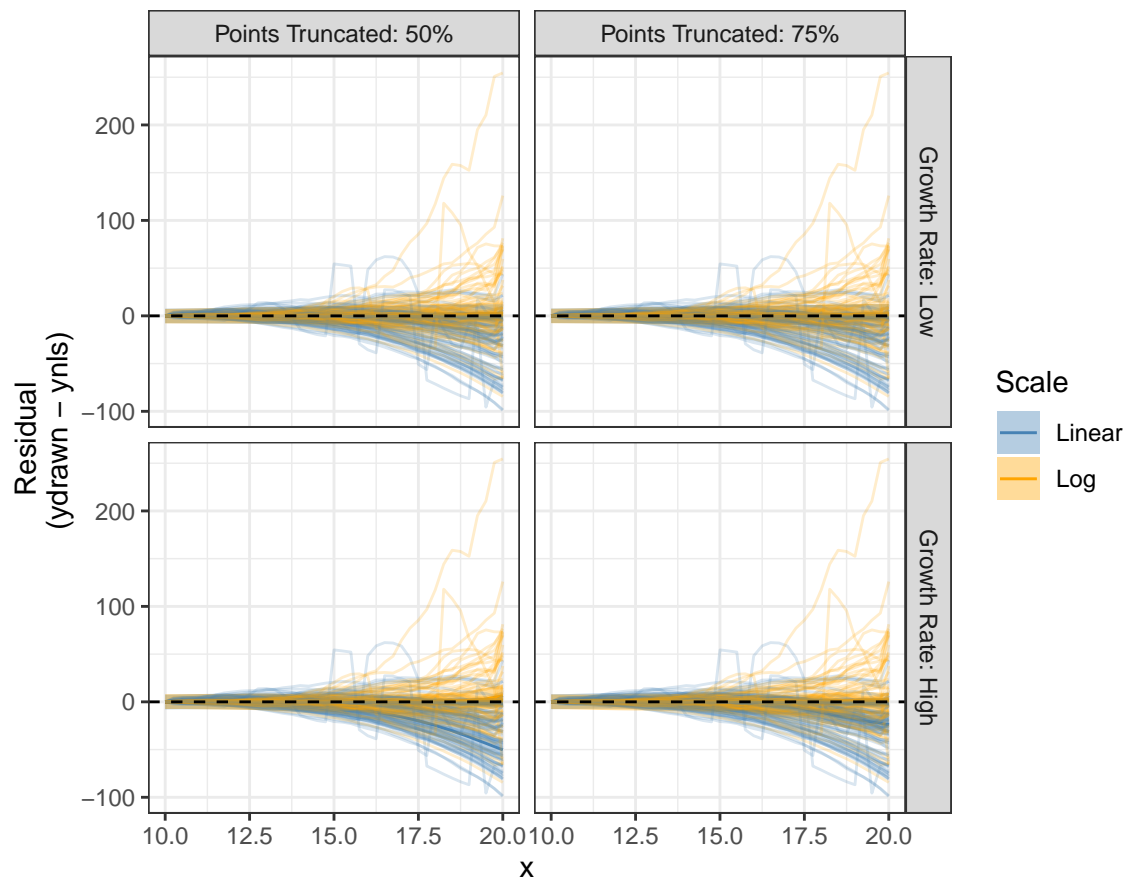 Points Truncated: 50%
Points Truncated: 75%
200
100
0
−100
Growth Rate: Low
200
100
0
−100
Growth Rate: High
Residual
(ydrawn − ynls)
10.0 12.5 15.0 17.5 20.0
10.0 12.5 15.0 17.5 20.0
x
Scale
Linear
Log